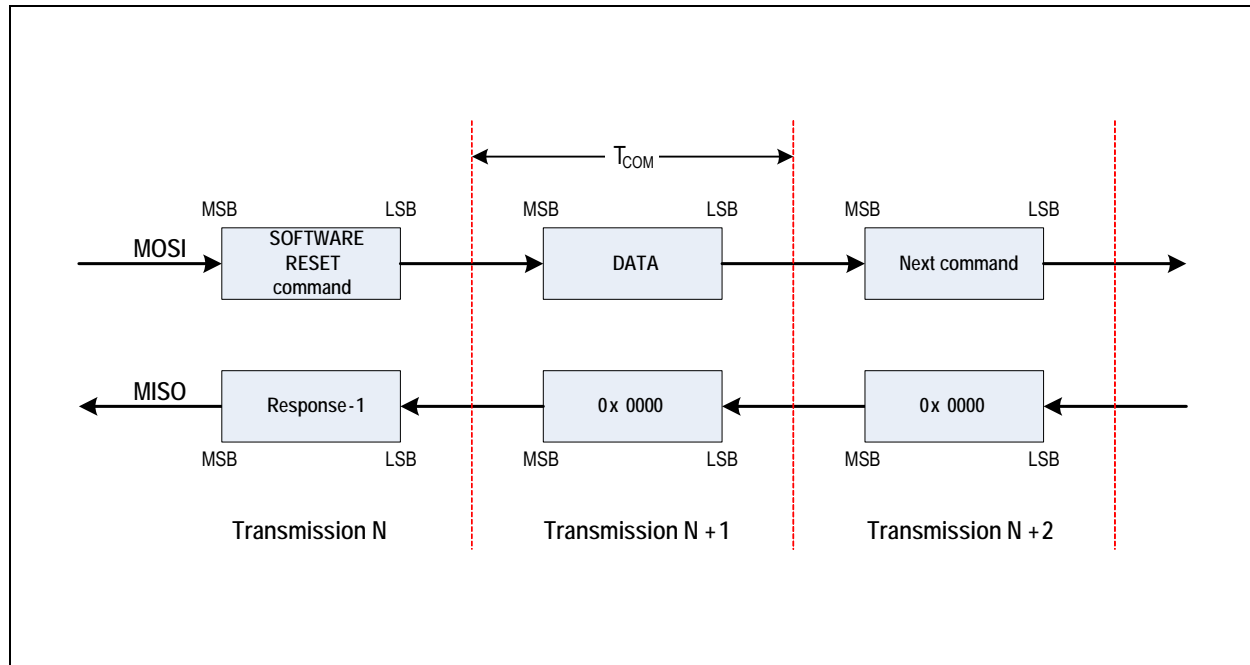 T_COM
MSB LSB MSB LSB MSB LSB
MOSI
SOFTWARE
RESET
command
DATA
Next command
MISO
Response-1
0x 0000
0x 0000
MSB LSB MSB LSB MSB LSB
Transmission N
Transmission N +1
Transmission N +2